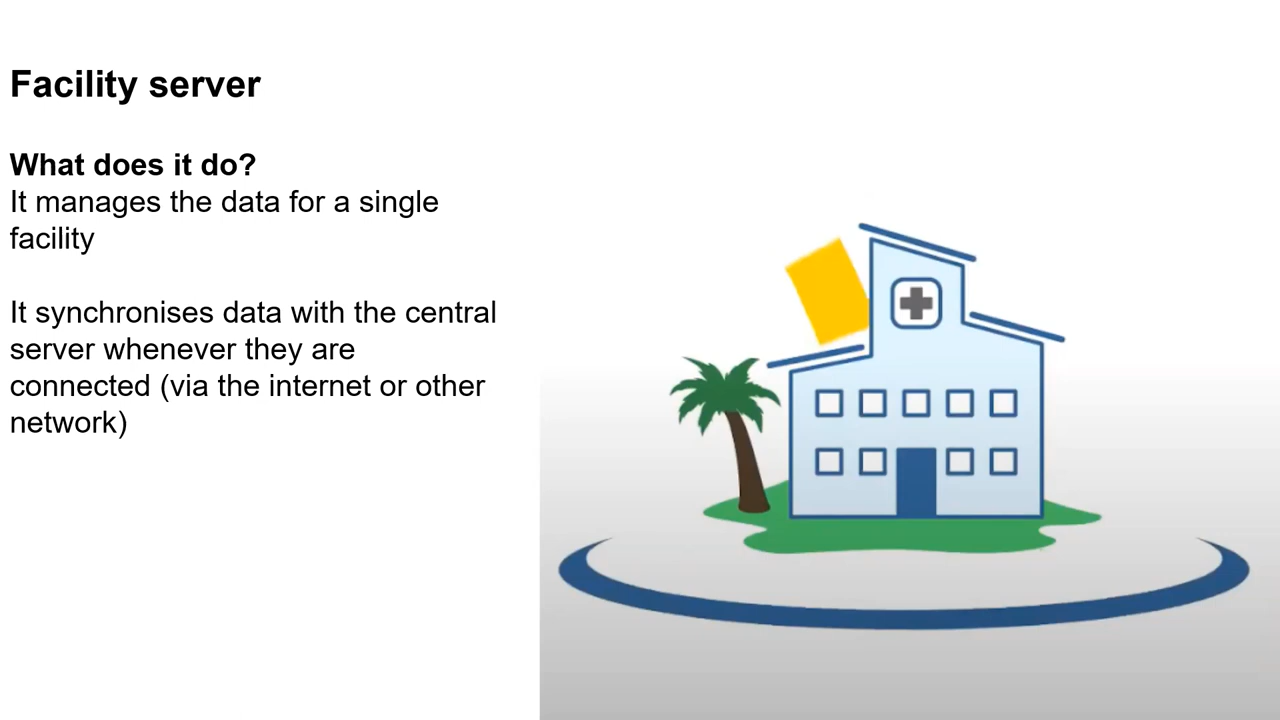 Facility server
What does it do?
It manages the data for a single
facility
It synchronises data with the central
server whenever they are
connected (via the internet or other
network)